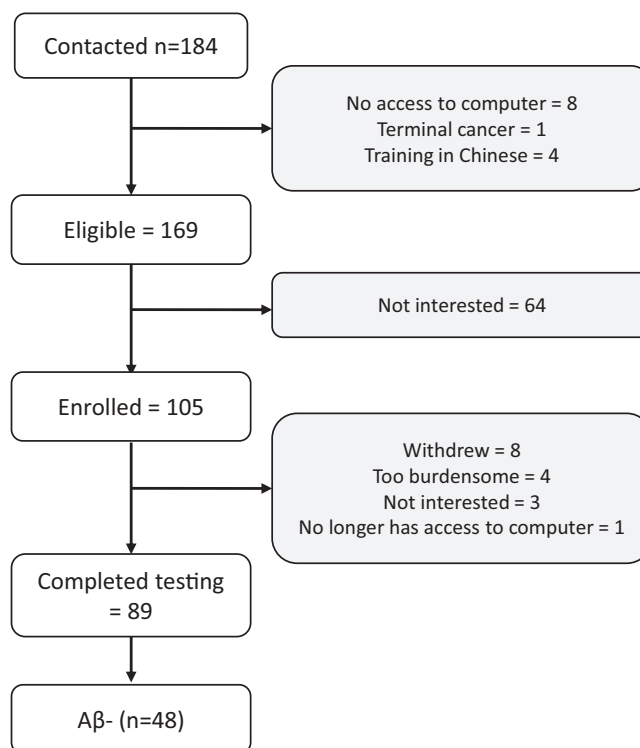 Contacted n=184
No access to computer = 8
Terminal cancer = 1
Training in Chinese = 4
Eligible = 169
Not interested = 64
Enrolled = 105
Withdrew = 8
Too burdensome = 4
Not interested = 3
No longer has access to computer = 1
Completed testing
= 89
Aβ- (n=48)